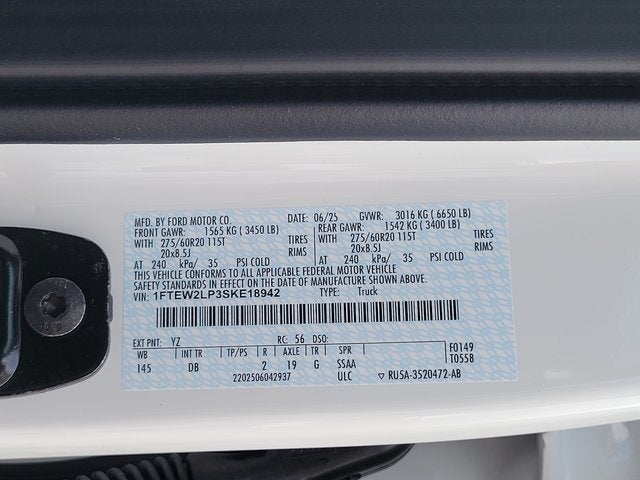 MFD. BY FORD MOTOR CO. DATE: 06/25 GVWR: 3016 KG ( 6650 LB)
FRONT GAWR: 1565 KG ( 3450 LB) REAR GAWR: 1542 KG ( 3400 LB)
WITH 275/60R20 115T TIRES WITH 275/60R20 115T TIRES
20x8.5J RIMS 20x8.5J RIMS
AT 240 kPa/ 35 PSI COLD AT 240 kPa/ 35 PSI COLD
THIS VEHICLE CONFORMS TO ALL APPLICABLE FEDERAL MOTOR VEHICLE
SAFETY STANDARDS IN EFFECT ON THE DATE OF MANUFACTURE SHOWN ABOVE.
VIN: 1FTEW2LP3SKE18942 TYPE: Truck
EXT PNT: YZ RC: 56 DSO: F0149
WB INT TR TP/PS R AXLE TR SPR T0558
145 DB 2 19 G SSAA
2202506042937 ULC ▽ RU5A-3520472-AB